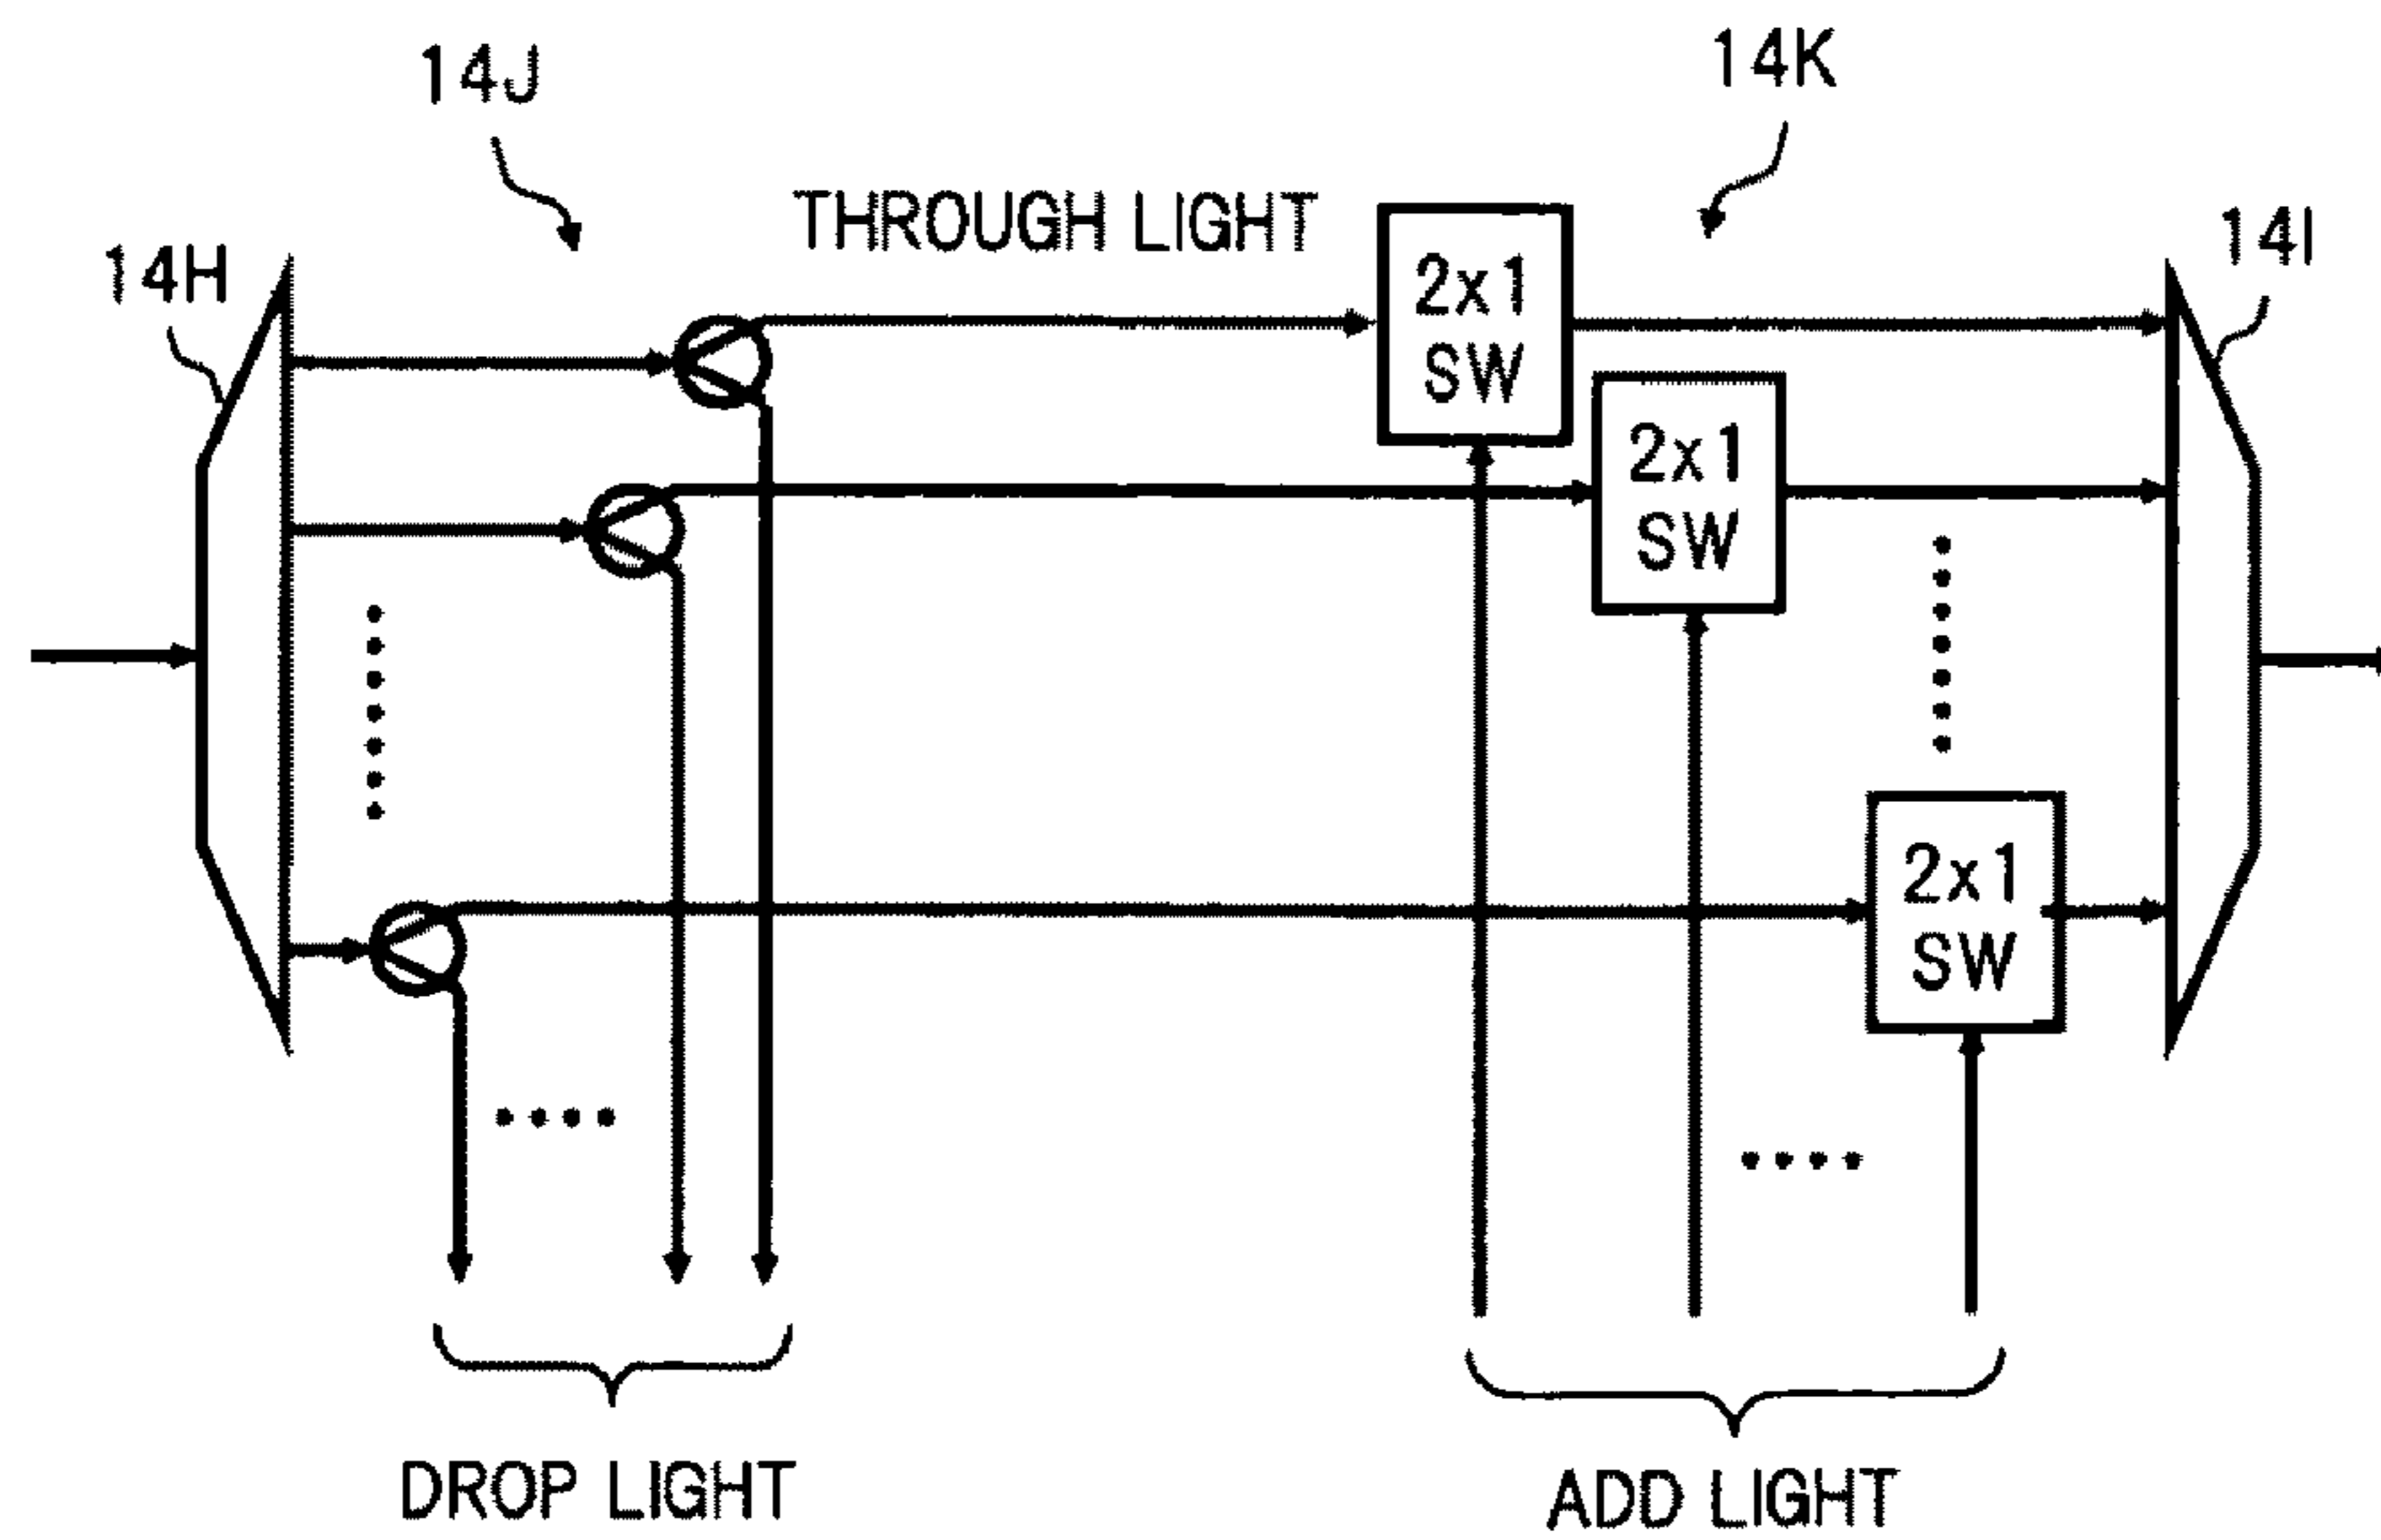 14J
14K
THROUGH LIGHT
14H
14I
2x1
SW
2x1
SW
2x1
SW
DROP LIGHT
ADD LIGHT